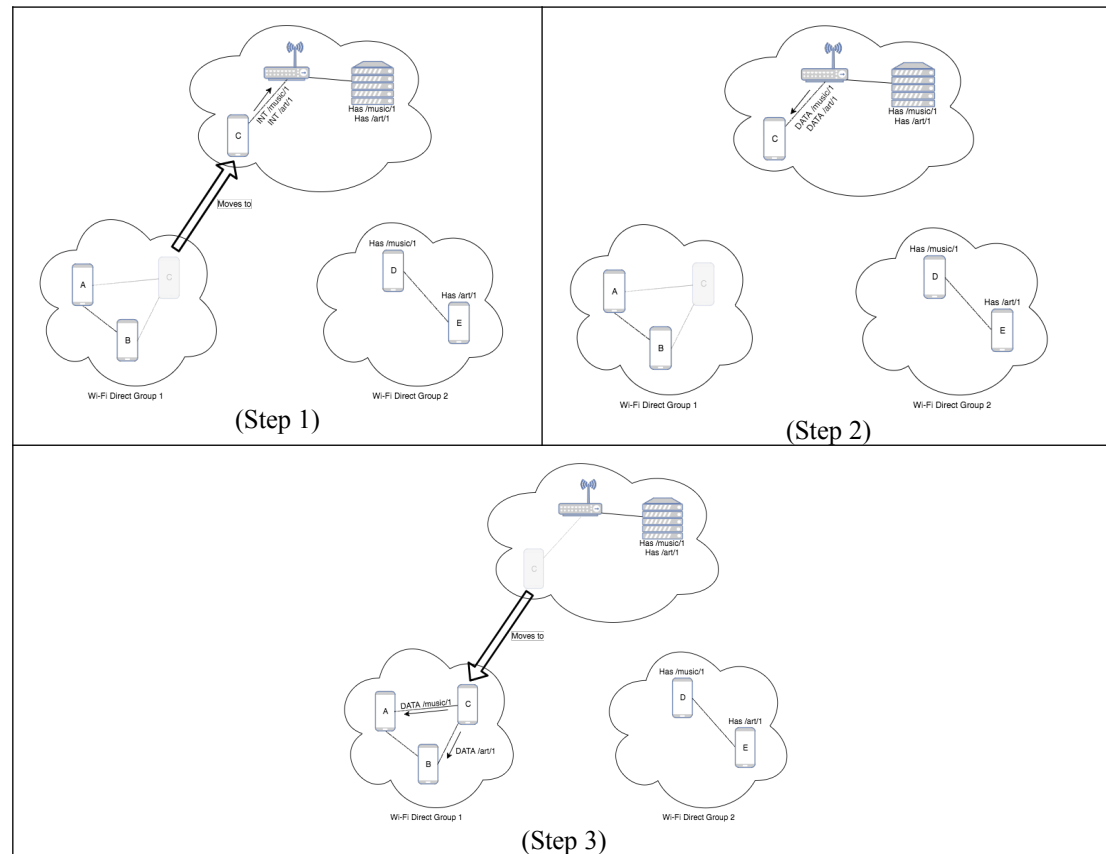 INT /music/1
INT /art/1
C
Has /music/1
Has /art/1
Moves to
C
A
B
Wi-Fi Direct Group 1
Has /music/1
D
E
Has /art/1
Wi-Fi Direct Group 2
(Step 1)
DATA /music/1
DATA /art/1
C
Has /music/1
Has /art/1
A
C
B
Wi-Fi Direct Group 1
Has /music/1
D
Has /art/1
E
Wi-Fi Direct Group 2
(Step 2)
Has /music/1
Has /art/1
C
Moves to
A
DATA /music/1
C
B
DATA /art/1
Wi-Fi Direct Group 1
Has /music/1
D
Has /art/1
E
Wi-Fi Direct Group 2
(Step 3)